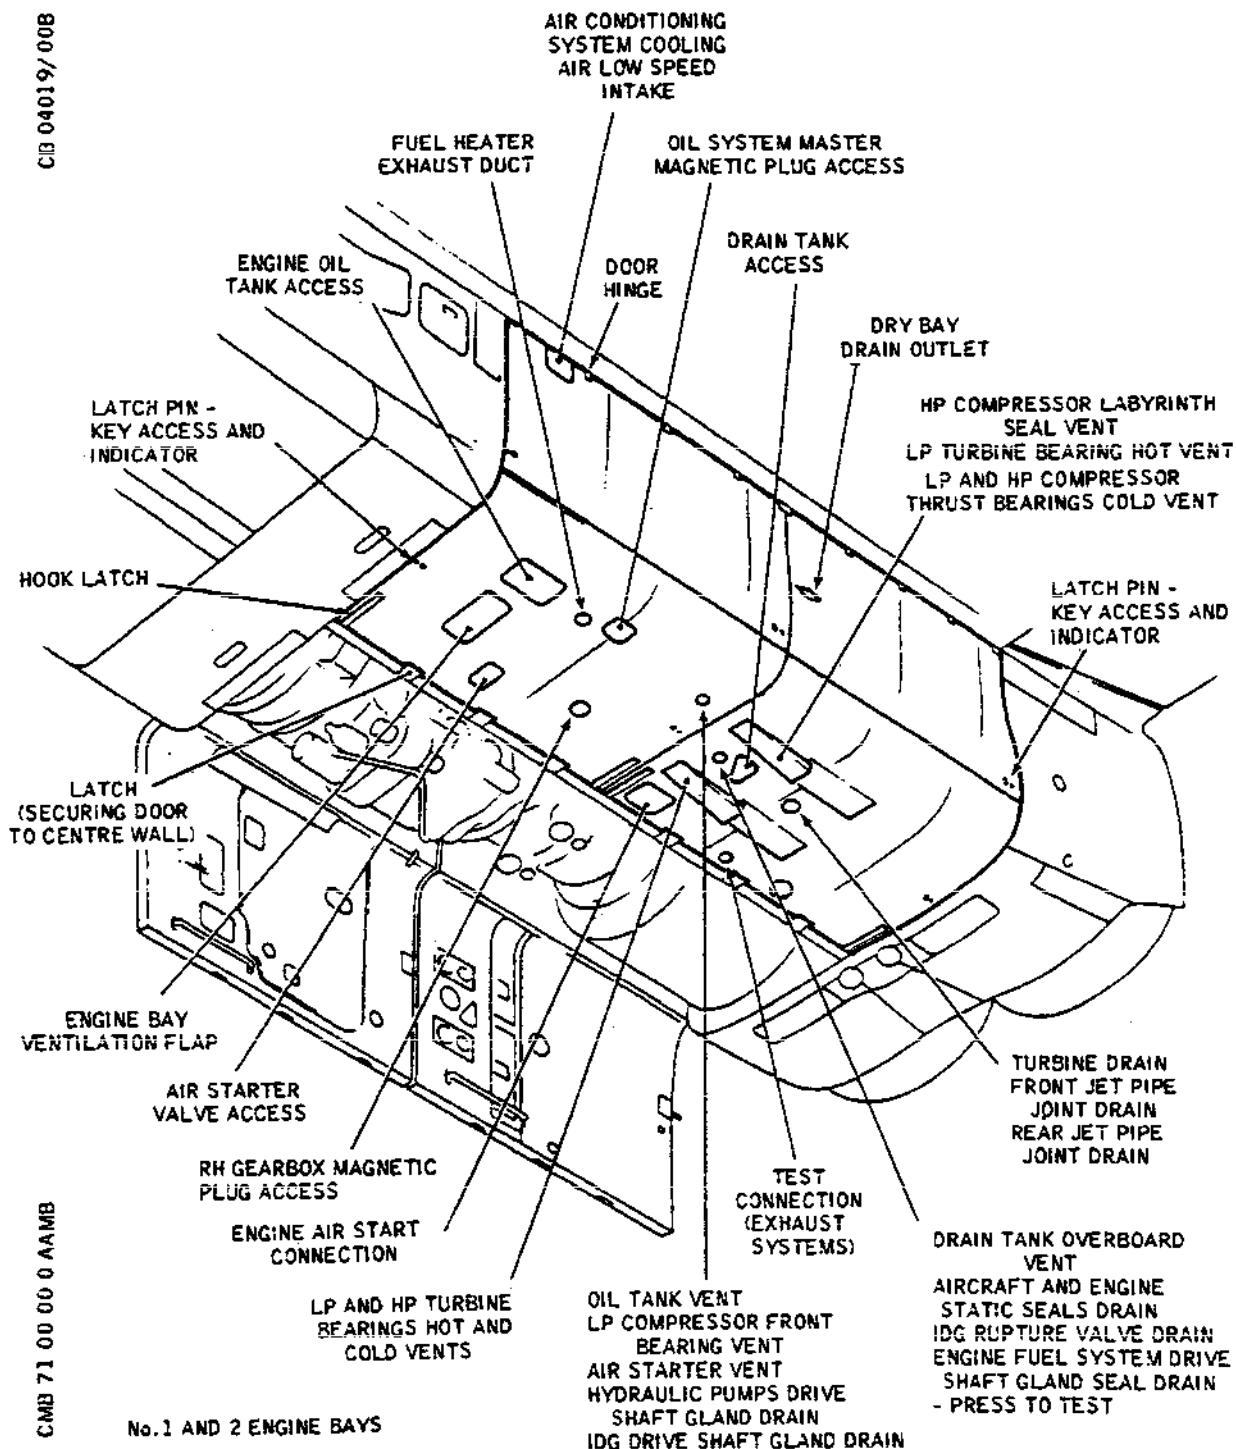 CB 04019/00B
AIR CONDITIONING
SYSTEM COOLING
AIR LOW SPEED
INTAKE
FUEL HEATER
EXHAUST DUCT
OIL SYSTEM MASTER
MAGNETIC PLUG ACCESS
ENGINE OIL
TANK ACCESS
DOOR
HINGE
DRAIN TANK
ACCESS
DRY BAY
DRAIN OUTLET
LATCH PIN -
KEY ACCESS AND
INDICATOR
HP COMPRESSOR LABYRINTH
SEAL VENT
LP TURBINE BEARING HOT VENT
LP AND HP COMPRESSOR
THRUST BEARINGS COLD VENT
HOOK LATCH
LATCH PIN -
KEY ACCESS AND
INDICATOR
LATCH
(SECURING DOOR
TO CENTRE WALL)
ENGINE BAY
VENTILATION FLAP
AIR STARTER
VALVE ACCESS
RH GEARBOX MAGNETIC
PLUG ACCESS
ENGINE AIR START
CONNECTION
LP AND HP TURBINE
BEARINGS HOT AND
COLD VENTS
OIL TANK VENT
LP COMPRESSOR FRONT
BEARING VENT
AIR STARTER VENT
HYDRAULIC PUMPS DRIVE
SHAFT GLAND DRAIN
IDG DRIVE SHAFT GLAND DRAIN
TEST
CONNECTION
(EXHAUST
SYSTEMS)
TURBINE DRAIN
FRONT JET PIPE
JOINT DRAIN
REAR JET PIPE
JOINT DRAIN
DRAIN TANK OVERBOARD
VENT
AIRCRAFT AND ENGINE
STATIC SEALS DRAIN
IDG RUPTURE VALVE DRAIN
ENGINE FUEL SYSTEM DRIVE
SHAFT GLAND SEAL DRAIN
- PRESS TO TEST
CMB 71 00 00 0 AAMB
No.1 AND 2 ENGINE BAYS